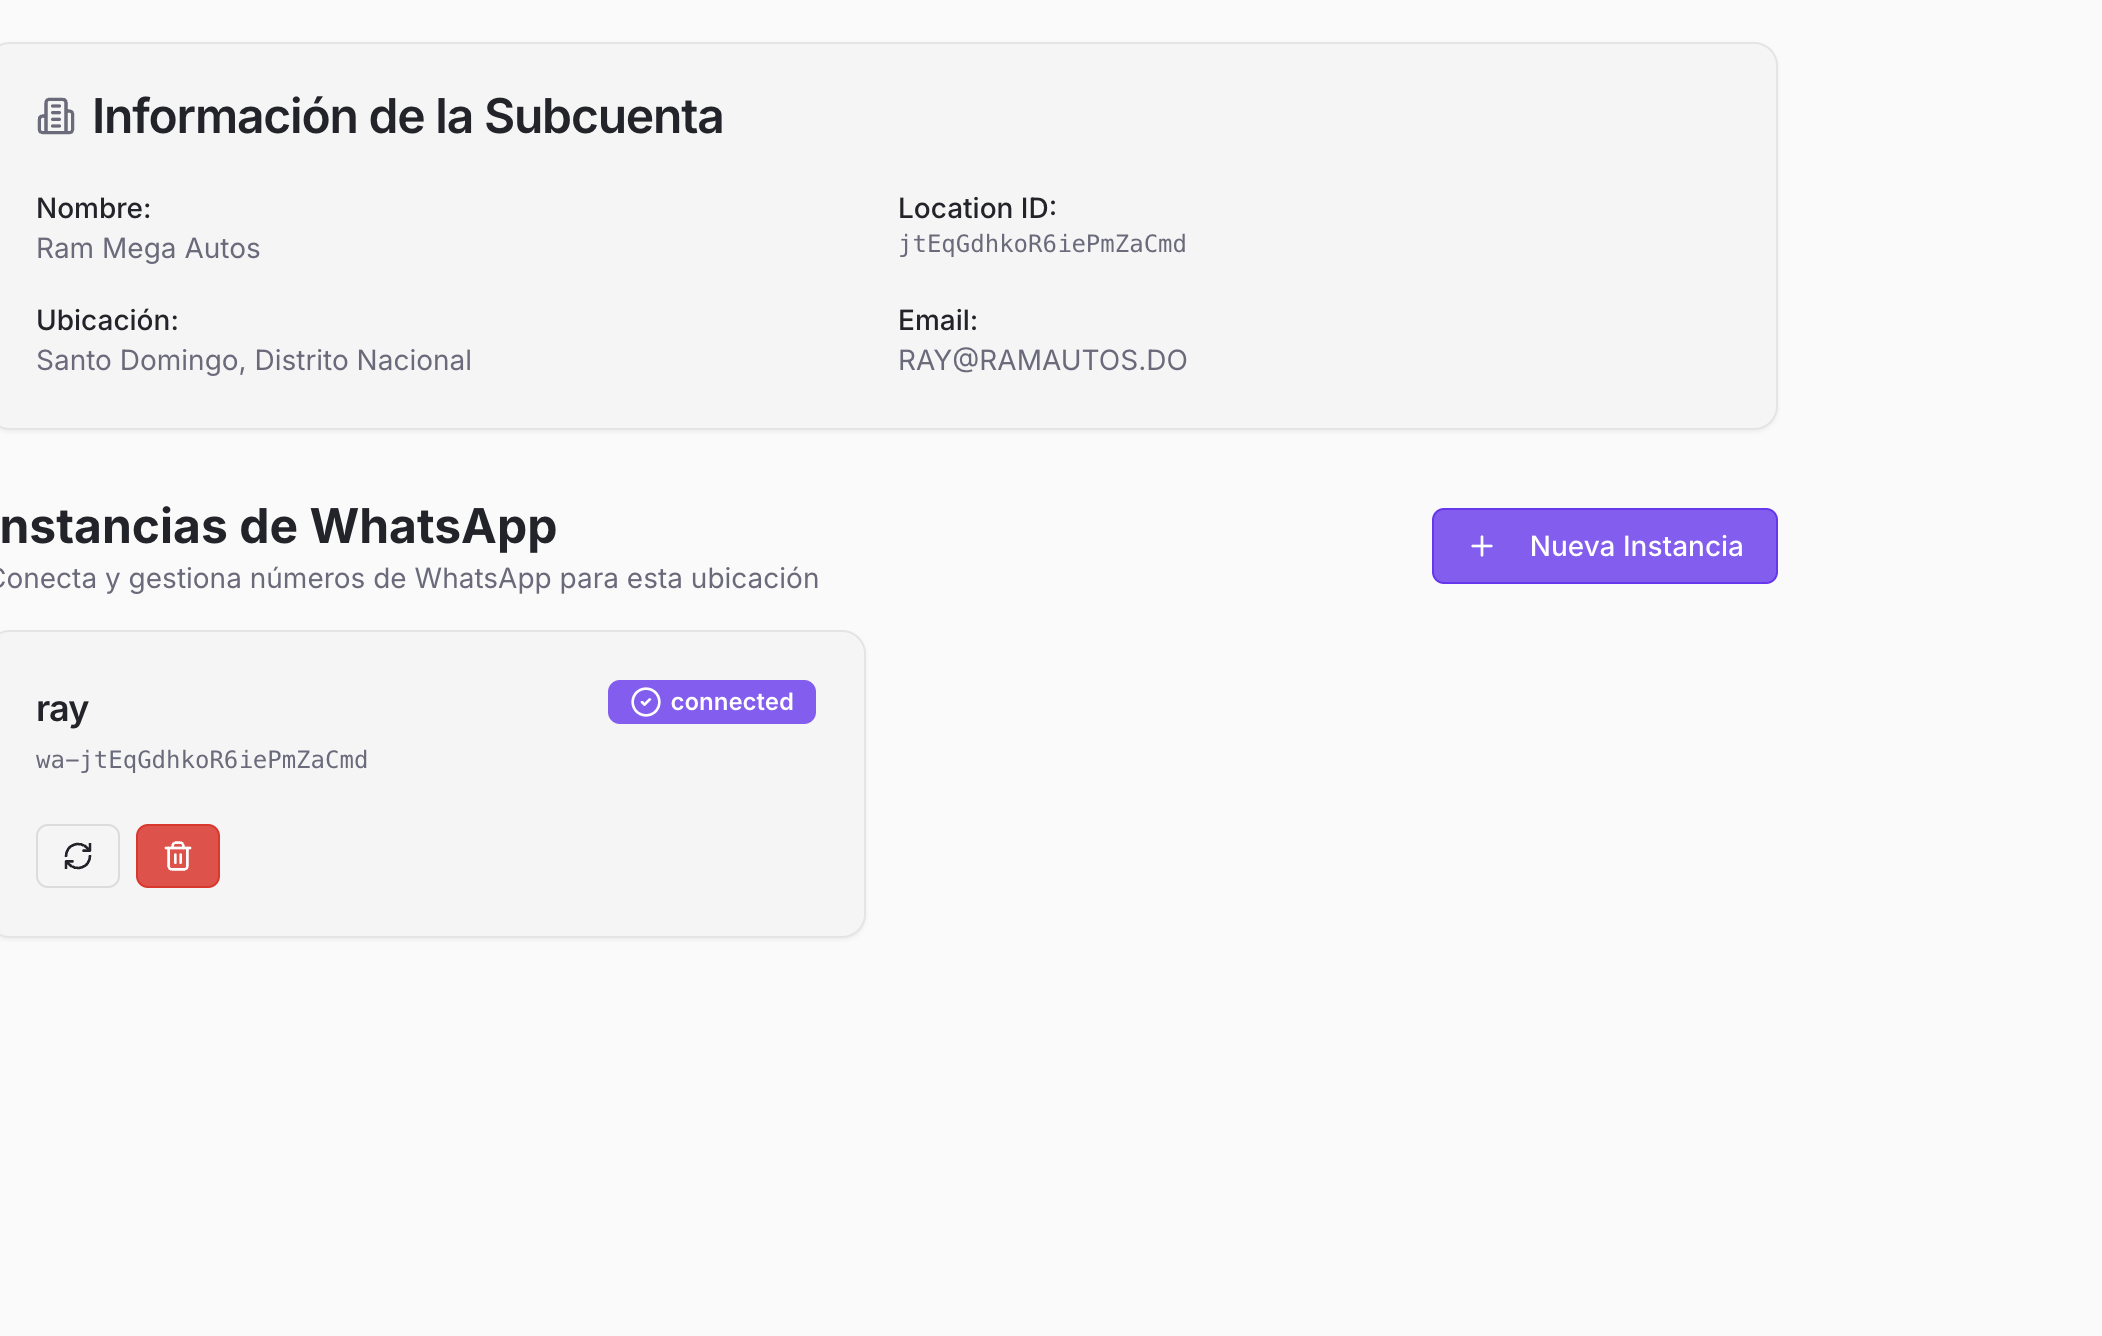 Información de la Subcuenta
Nombre:
Ram Mega Autos
Location ID:
jtEqGdhkoR6iePmZaCmd
Ubicación:
Santo Domingo, Distrito Nacional
Email:
RAY@RAMAUTOS.DO
nstancias de WhatsApp
Conecta y gestiona números de WhatsApp para esta ubicación
+ Nueva Instancia
ray
connected
wa-jtEqGdhkoR6iePmZaCmd